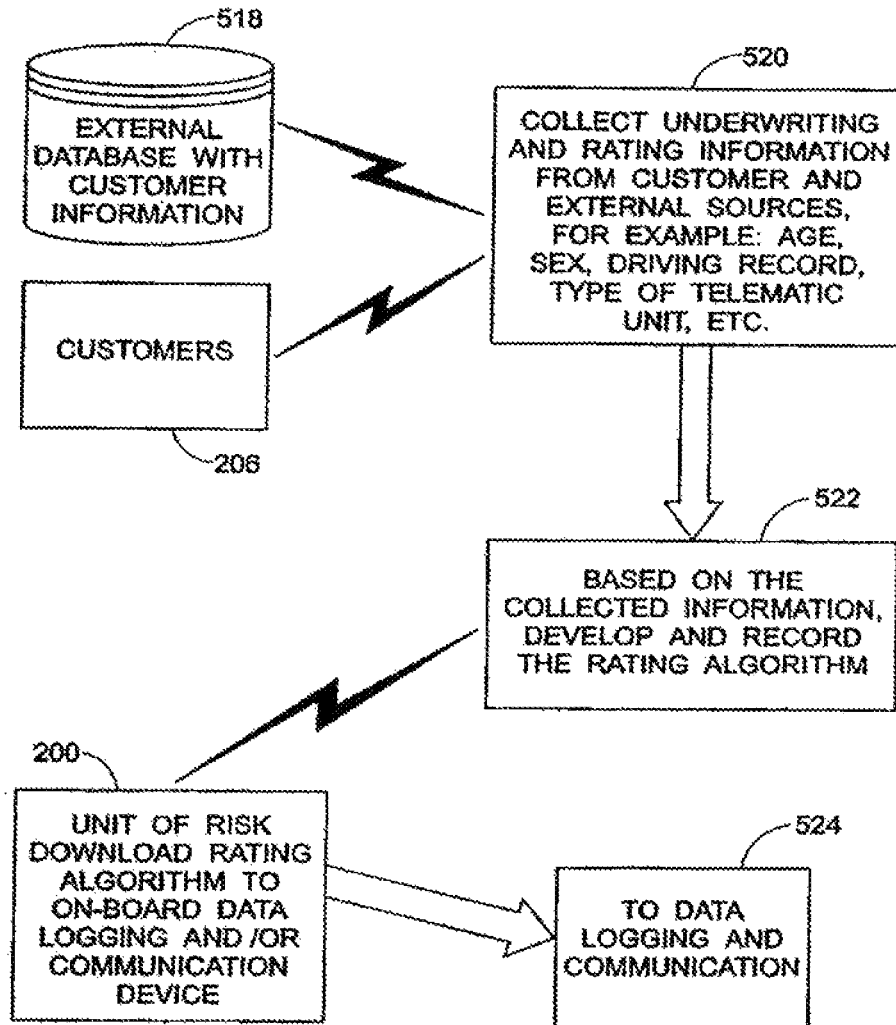 518
EXTERNAL
DATABASE WITH
CUSTOMER
INFORMATION
520
COLLECT UNDERWRITING
AND RATING INFORMATION
FROM CUSTOMER AND
EXTERNAL SOURCES,
FOR EXAMPLE: AGE,
SEX, DRIVING RECORD,
TYPE OF TELEMATIC
UNIT, ETC.
CUSTOMERS
206
522
BASED ON THE
COLLECTED INFORMATION,
DEVELOP AND RECORD
THE RATING ALGORITHM
200
UNIT OF RISK
DOWNLOAD RATING
ALGORITHM TO
ON-BOARD DATA
LOGGING AND /OR
COMMUNICATION
DEVICE
524
TO DATA
LOGGING AND
COMMUNICATION